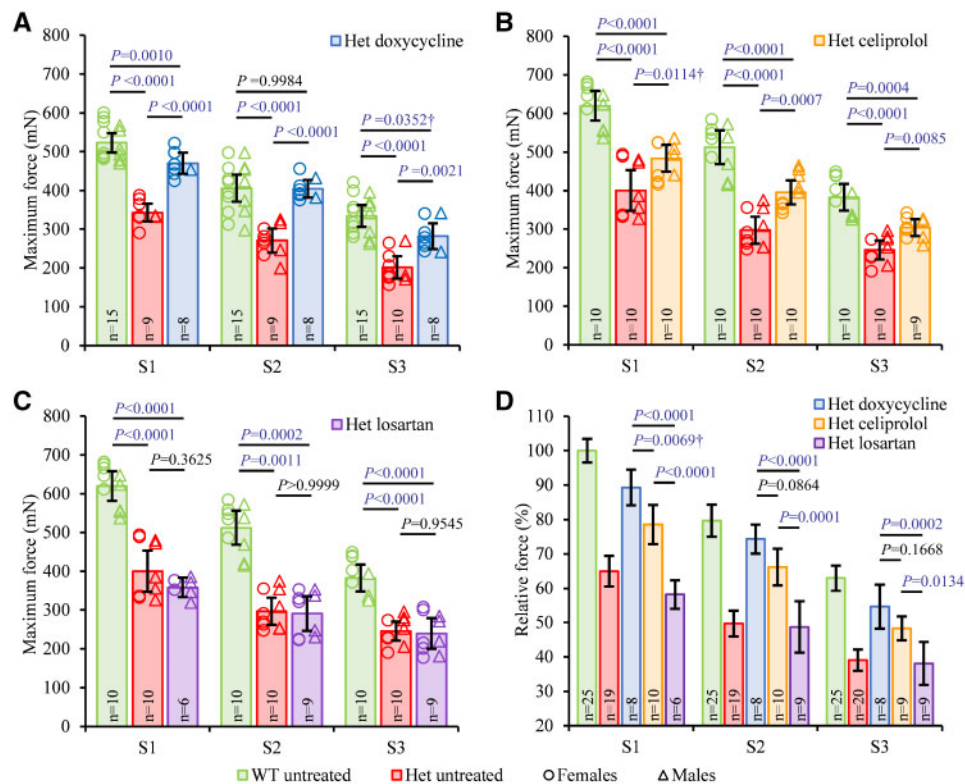 A
Het doxycycline
P=0.0010
P<0.0001
P<0.0001
P=0.9984
P<0.0001
P<0.0001
P=0.0352†
P<0.0001
P=0.0021
Maximum force (mN)
800
700
600
500
400
300
200
100
0
n=15
n=9
n=8
n=15
n=9
n=8
n=15
n=10
n=8
S1 S2 S3
B
Het celiprolol
P<0.0001
P<0.0001
P=0.0114†
P<0.0001
P<0.0001
P=0.0007
P=0.0004
P<0.0001
P=0.0085
Maximum force (mN)
800
700
600
500
400
300
200
100
0
n=10
n=10
n=10
n=10
n=10
n=10
n=10
n=10
n=9
S1 S2 S3
C
Het losartan
P<0.0001
P<0.0001
P=0.3625
P=0.0002
P=0.0011
P>0.9999
P<0.0001
P<0.0001
P=0.9545
Maximum force (mN)
800
700
600
500
400
300
200
100
0
n=10
n=10
n=6
n=10
n=10
n=9
n=10
n=10
n=9
S1 S2 S3
D
Het doxycycline
Het celiprolol
Het losartan
P<0.0001
P=0.0069†
P<0.0001
P<0.0001
P=0.0864
P=0.0001
P=0.0002
P=0.1668
P=0.0134
Relative force (%)
110
100
90
80
70
60
50
40
30
20
n=25
n=19
n=8
n=10
n=6
n=25
n=19
n=8
n=10
n=9
n=25
n=20
n=8
n=9
n=9
S1 S2 S3
WT untreated Het untreated Females Males